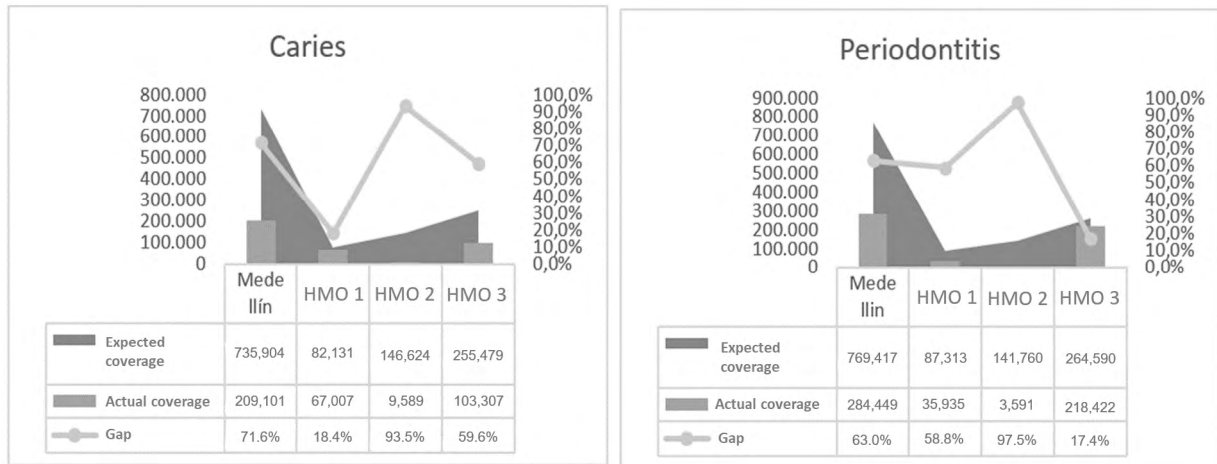 Caries
800.000
700.000
600.000
500.000
400.000
300.000
200.000
100.000
0
100,0%
90,0%
80,0%
70,0%
60,0%
50,0%
40,0%
30,0%
20,0%
10,0%
0,0%
Mede
llín
HMO 1 HMO 2 HMO 3
Expected
coverage
735,904 82,131 146,624 255,479
Actual coverage 209,101 67,007 9,589 103,307
Gap 71.6% 18.4% 93.5% 59.6%
Periodontitis
900.000
800.000
700.000
600.000
500.000
400.000
300.000
200.000
100.000
0
100,0%
90,0%
80,0%
70,0%
60,0%
50,0%
40,0%
30,0%
20,0%
10,0%
0,0%
Mede
llin
HMO 1 HMO 2 HMO 3
Expected
coverage
769,417 87,313 141,760 264,590
Actual coverage 284,449 35,935 3,591 218,422
Gap 63.0% 58.8% 97.5% 17.4%